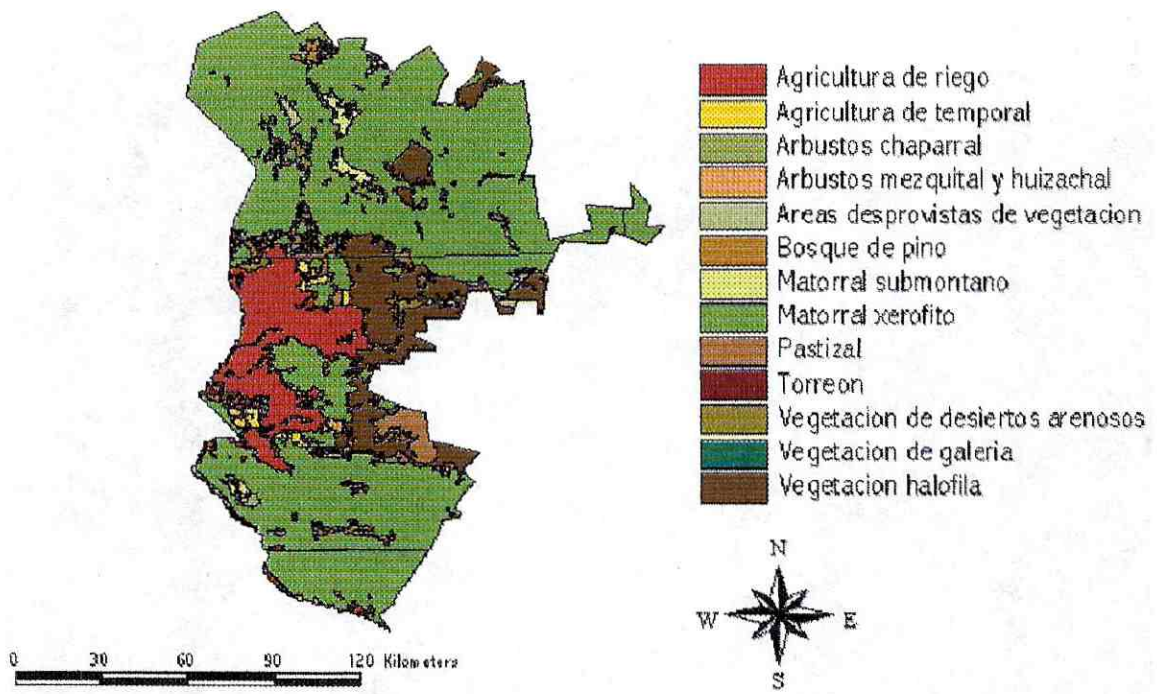 Agricultura de riego
Agricultura de temporal
Arbustos chaparral
Arbustos mezquital y huizachal
Areas desprovistas de vegetacion
Bosque de pino
Matorral submontano
Matorral xerofito
Pastizal
Torreon
Vegetacion de desiertos arenosos
Vegetacion de galeria
Vegetacion halofila
N
W E
S
0 30 60 90 120 Kilometers